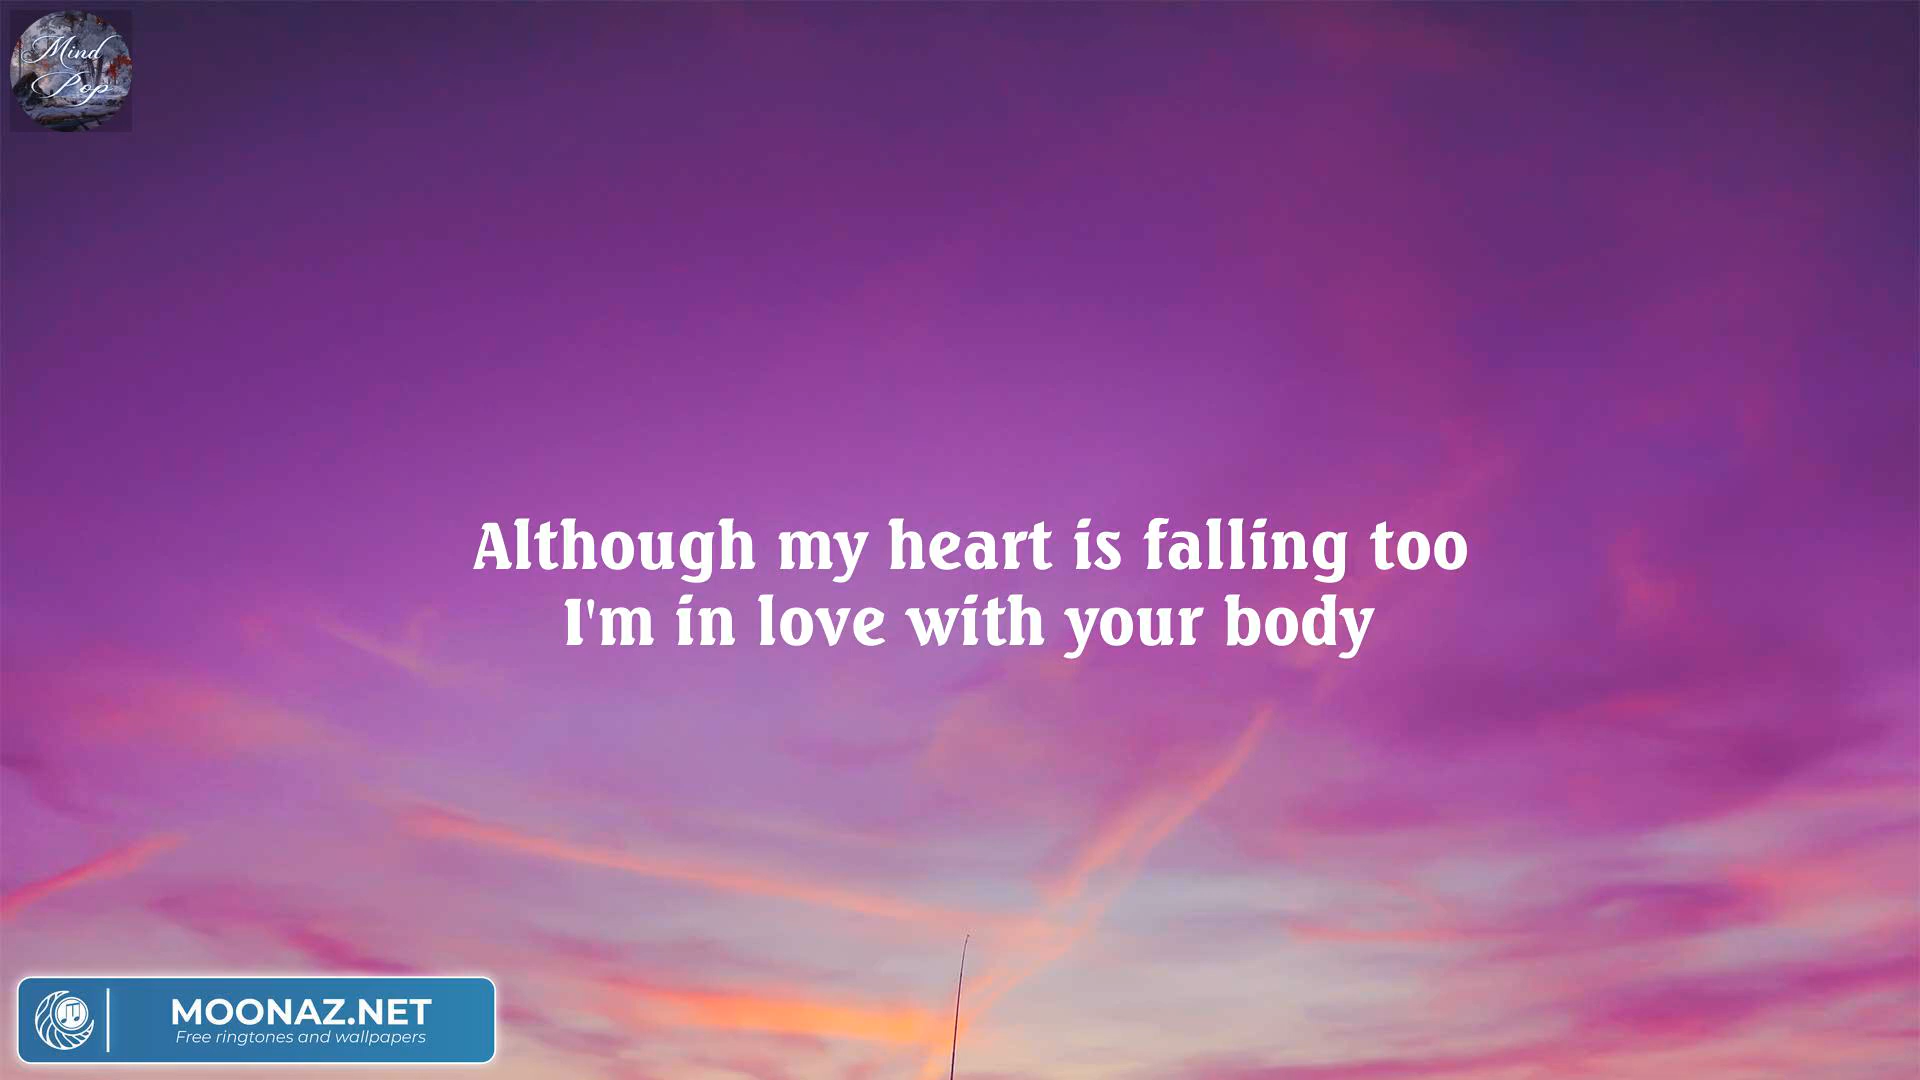 Mind
Pop
Although my heart is falling too
I'm in love with your body
MOONAZ.NET
Free ringtones and wallpapers